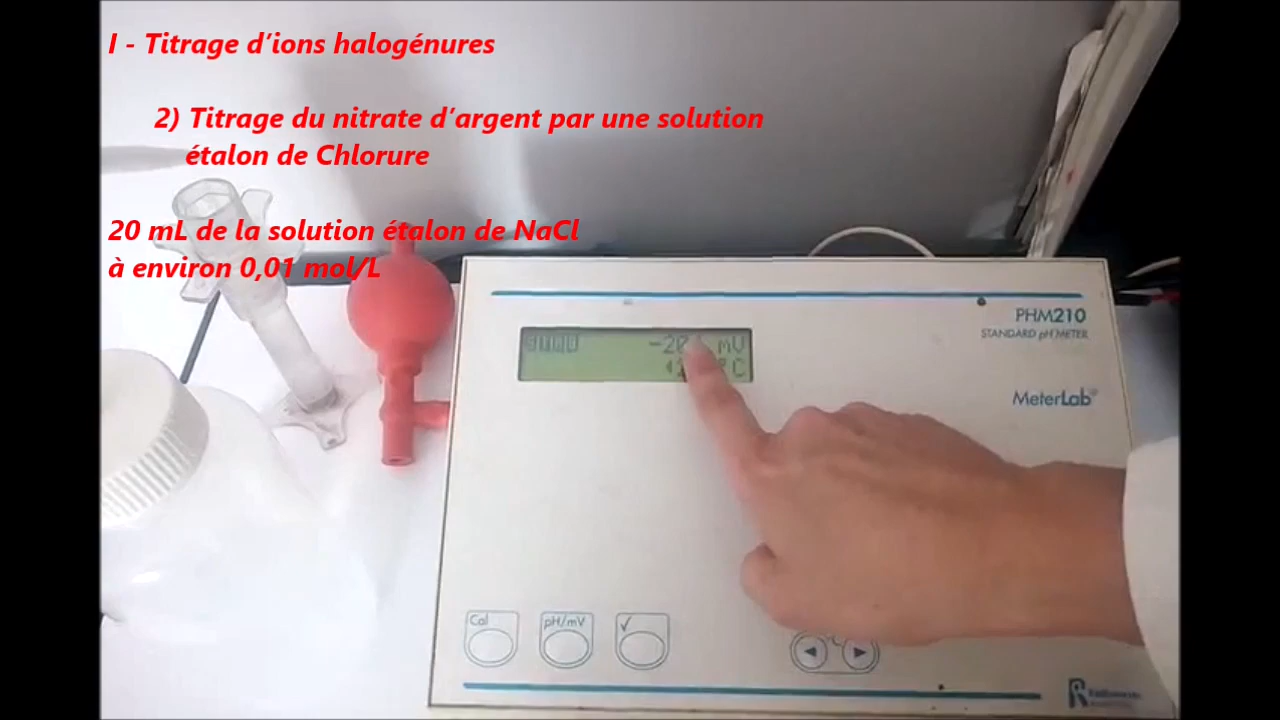 I - Titrage d'ions halogénures
2) Titrage du nitrate d'argent par une solution
étalon de Chlorure
20 mL de la solution étalon de NaCl
à environ 0,01 mol/L
PHM210
STANDARD pH METER
mV
°C
MeterLab®
Cal
pH/mV
✓
°C